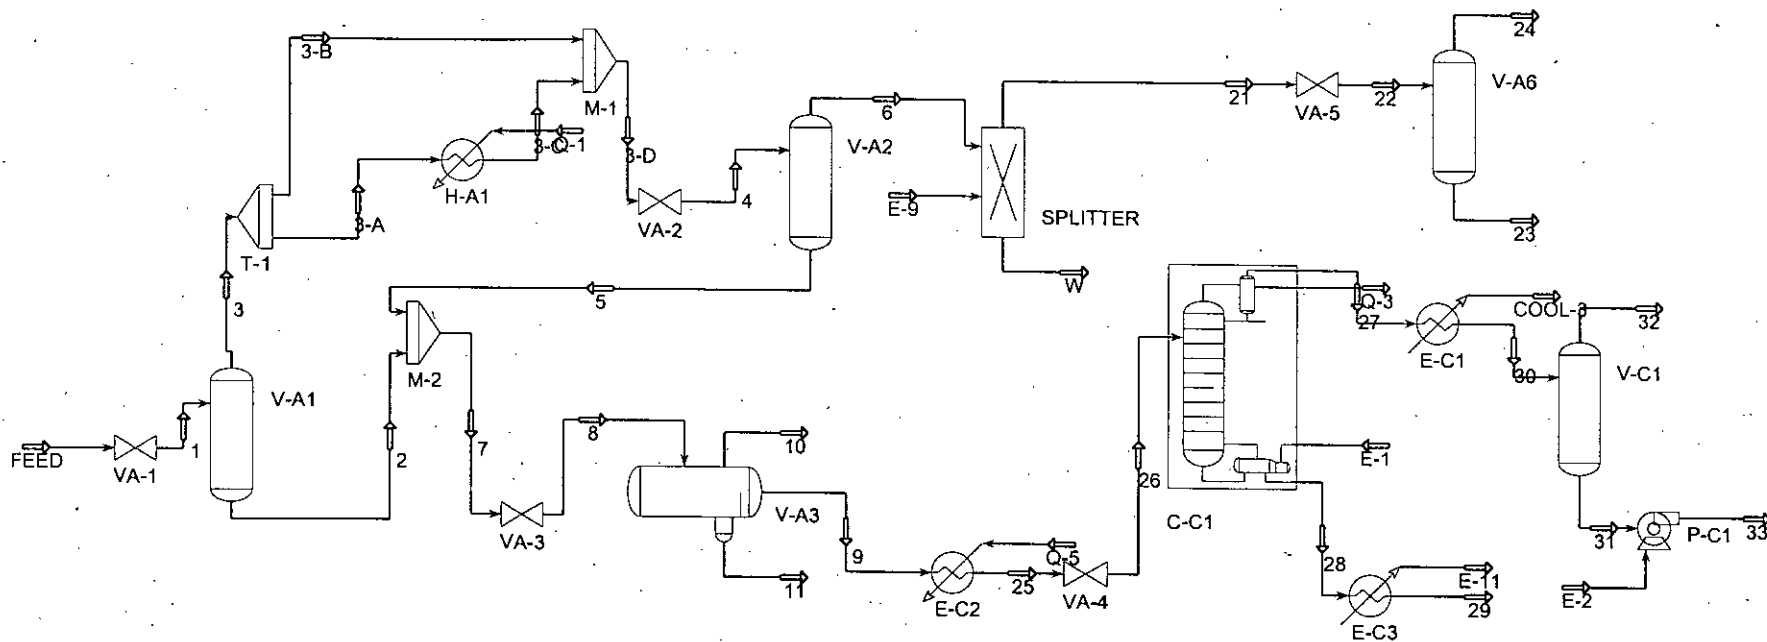 24
3-B
V-A6
M-1
6
21
VA-5
22
3-C
Q-1
3-D
V-A2
H-A1
4
E-9
3-A
VA-2
SPLITTER
23
T-1
W
3
5
Q-3
COOL-3
32
27
E-C1
M-2
30
V-C1
V-A1
FEED
1
VA-1
2
7
8
10
E-1
26
V-A3
C-C1
VA-3
9
Q-5
31
P-C1
33
28
11
E-C2
25
VA-4
E-11
E-2
29
E-C3